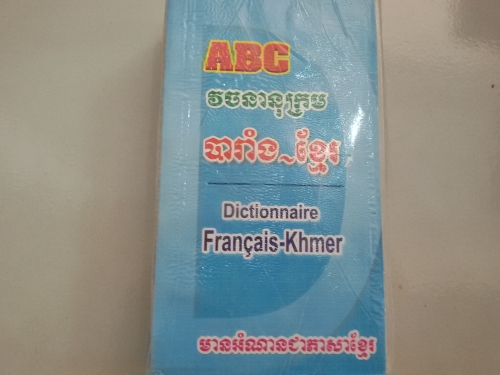 ABC
វចនានុក្រម
បារាំង~ខ្មែរ
Dictionnaire
Français-Khmer
មានអំណានជាភាសាខ្មែរ